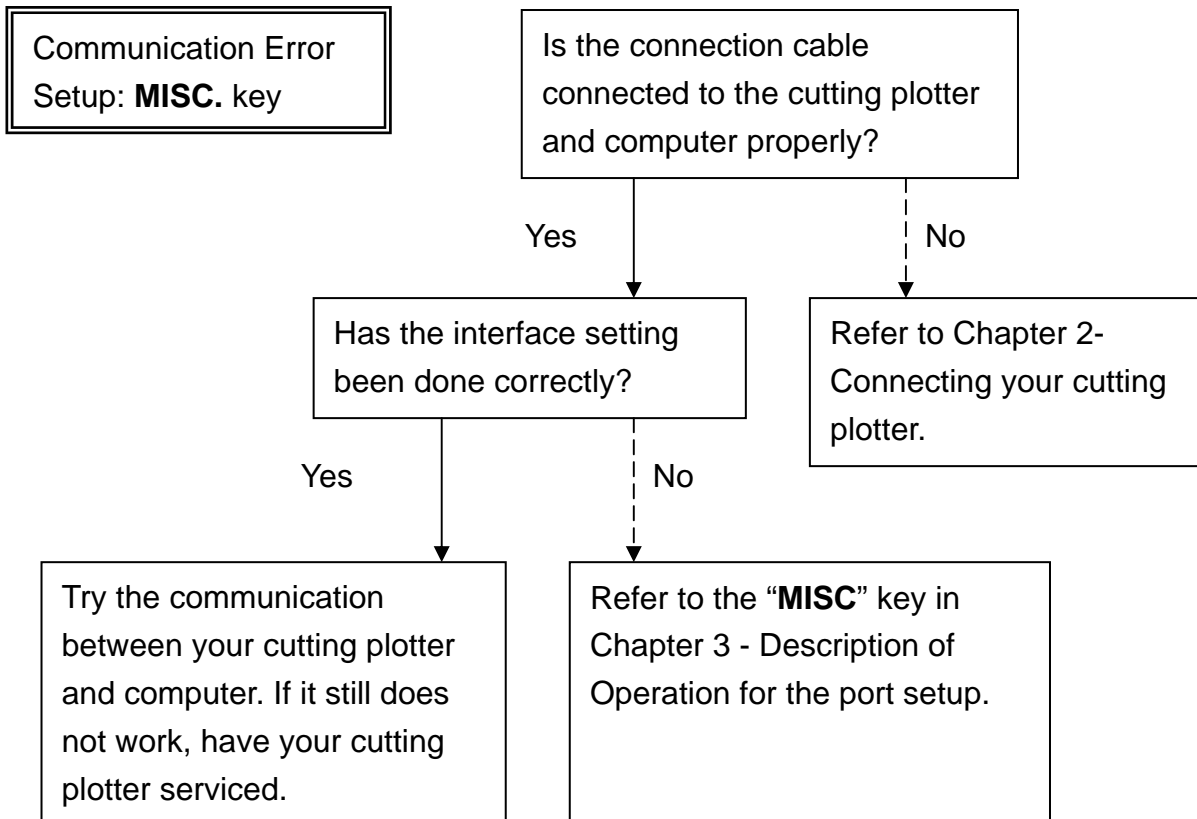 Communication Error
Setup: MISC. key
Is the connection cable
connected to the cutting plotter
and computer properly?
Yes
No
Has the interface setting
been done correctly?
Refer to Chapter 2-
Connecting your cutting
plotter.
Yes
No
Try the communication
between your cutting plotter
and computer. If it still does
not work, have your cutting
plotter serviced.
Refer to the “MISC” key in
Chapter 3 - Description of
Operation for the port setup.